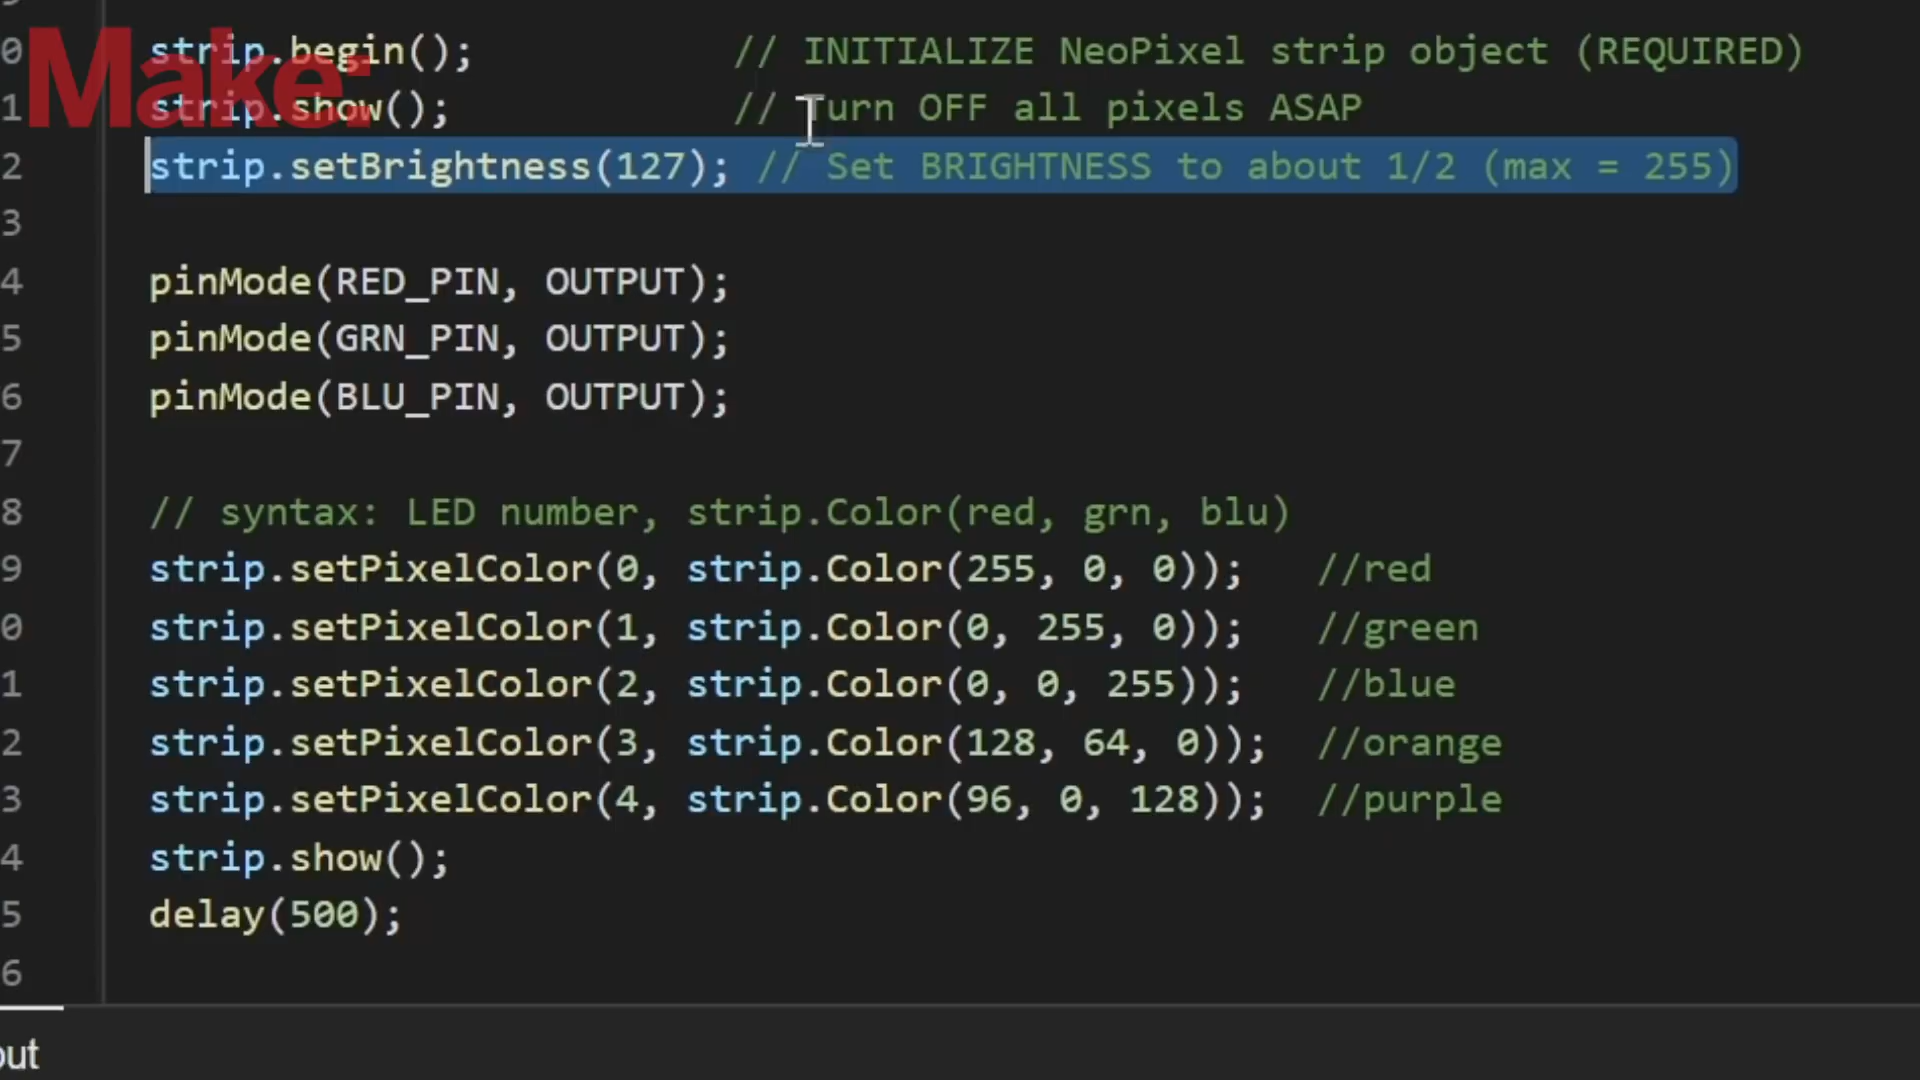 Make:
0 strip.begin(); // INITIALIZE NeoPixel strip object (REQUIRED)
1 strip.show(); // Turn OFF all pixels ASAP
2 strip.setBrightness(127); // Set BRIGHTNESS to about 1/2 (max = 255)
3
4 pinMode(RED_PIN, OUTPUT);
5 pinMode(GRN_PIN, OUTPUT);
6 pinMode(BLU_PIN, OUTPUT);
7
8 // syntax: LED number, strip.Color(red, grn, blu)
9 strip.setPixelColor(0, strip.Color(255, 0, 0)); //red
0 strip.setPixelColor(1, strip.Color(0, 255, 0)); //green
1 strip.setPixelColor(2, strip.Color(0, 0, 255)); //blue
2 strip.setPixelColor(3, strip.Color(128, 64, 0)); //orange
3 strip.setPixelColor(4, strip.Color(96, 0, 128)); //purple
4 strip.show();
5 delay(500);
6
out